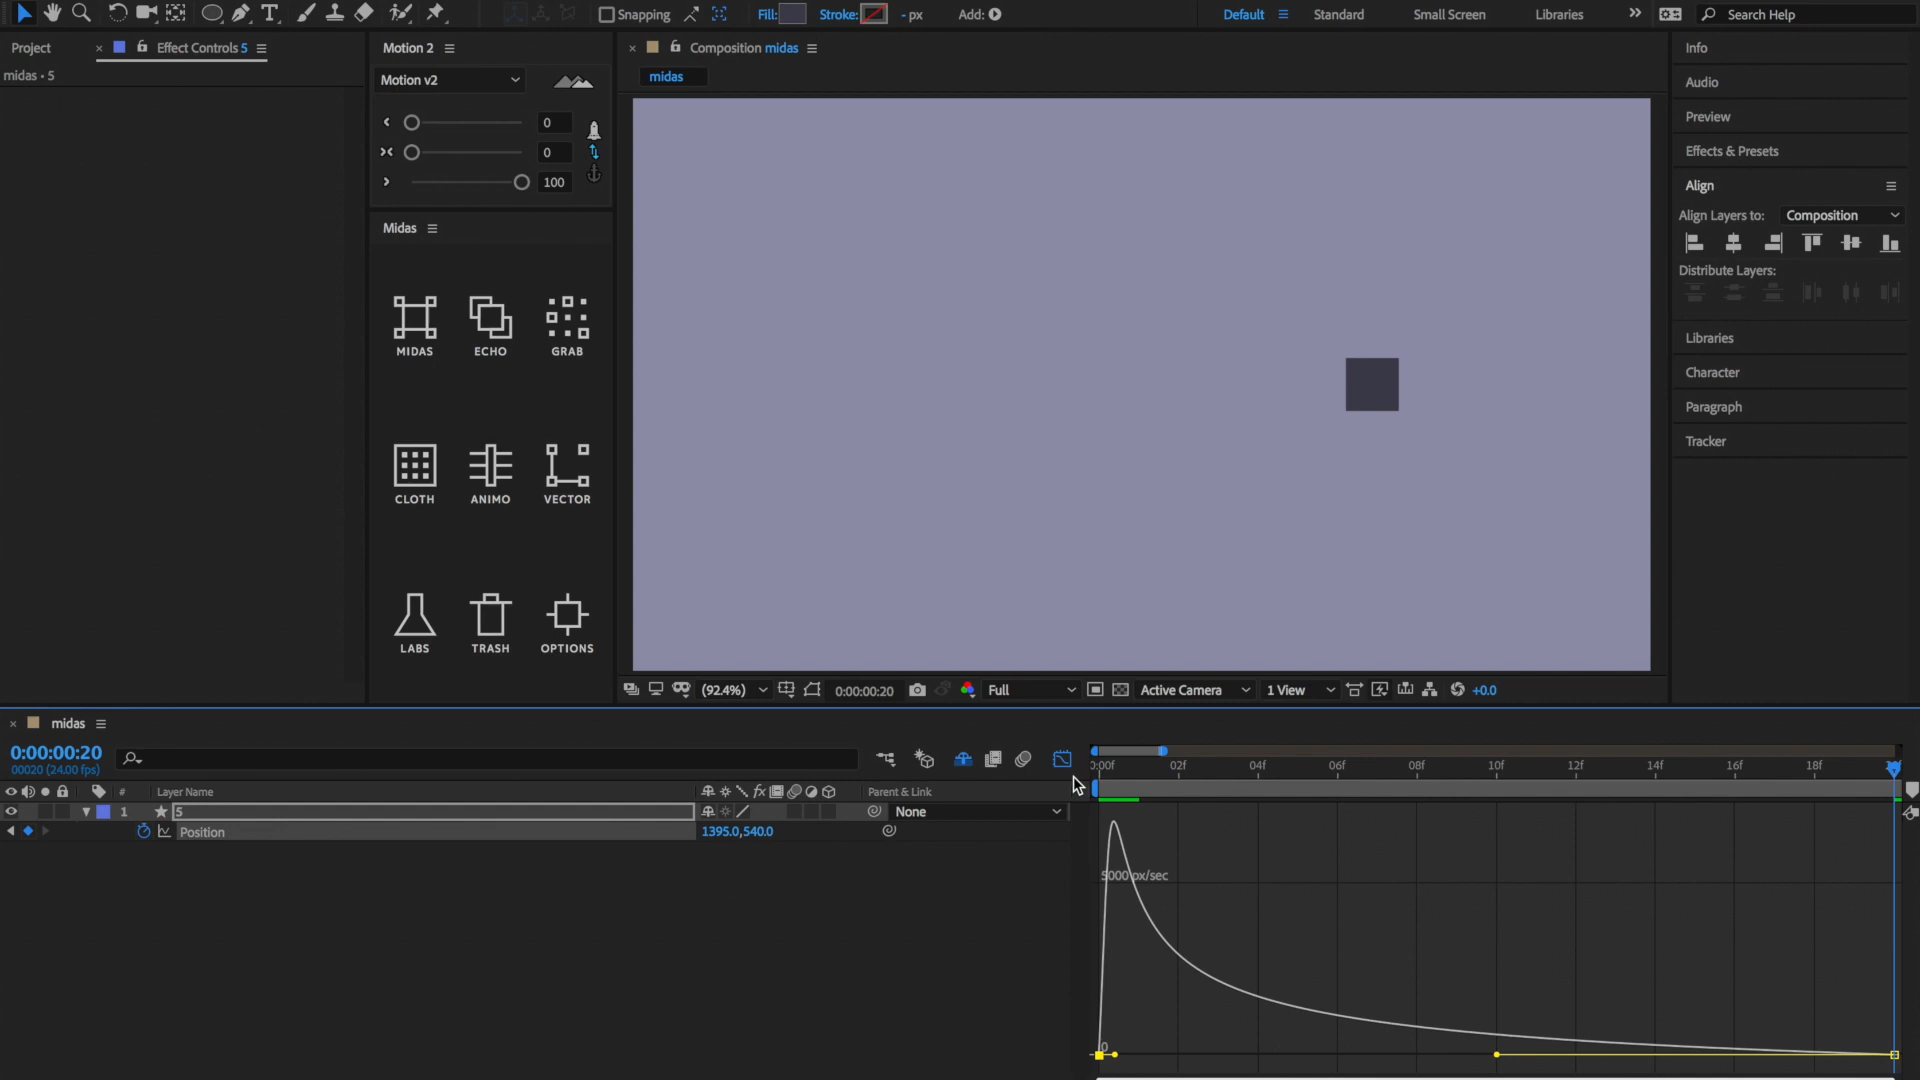 Snapping
Fill:
Stroke:
- px
Add:
Default
Standard
Small Screen
Libraries
Search Help
Project
Effect Controls 5
midas • 5
Motion 2
Motion v2
0
0
100
Midas
MIDAS
ECHO
GRAB
CLOTH
ANIMO
VECTOR
LABS
TRASH
OPTIONS
Composition midas
midas
(92.4%)
0:00:00:20
Full
Active Camera
1 View
+0.0
Info
Audio
Preview
Effects & Presets
Align
Align Layers to:
Composition
Distribute Layers:
Libraries
Character
Paragraph
Tracker
midas
0:00:00:20
00020 (24.00 fps)
# Layer Name
fx
Parent & Link
1
5
None
Position
1395.0,540.0
02f 04f 06f 08f 10f 12f 14f 16f 18f
5000 px/sec
0